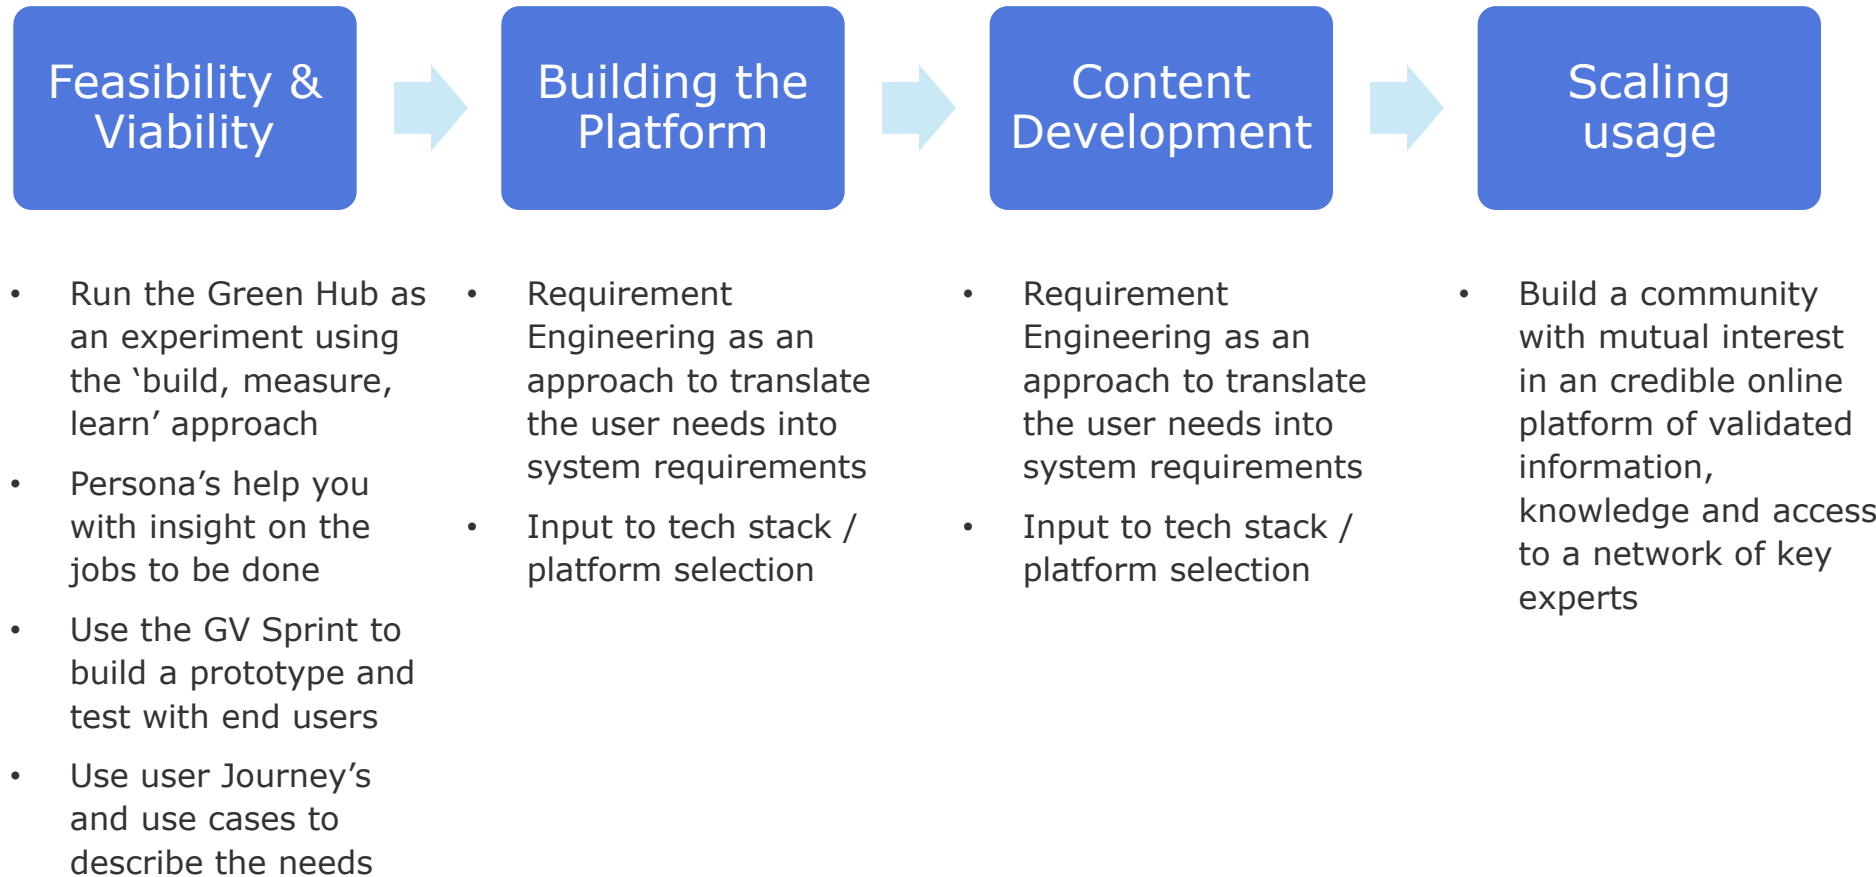 Feasibility &
Viability
Building the
Platform
Content
Development
Scaling
usage
• Run the Green Hub as
an experiment using
the ‘build, measure,
learn’ approach
• Persona’s help you
with insight on the
jobs to be done
• Use the GV Sprint to
build a prototype and
test with end users
• Use user Journey’s
and use cases to
describe the needs
• Requirement
Engineering as an
approach to translate
the user needs into
system requirements
• Input to tech stack /
platform selection
• Requirement
Engineering as an
approach to translate
the user needs into
system requirements
• Input to tech stack /
platform selection
• Build a community
with mutual interest
in an credible online
platform of validated
information,
knowledge and access
to a network of key
experts